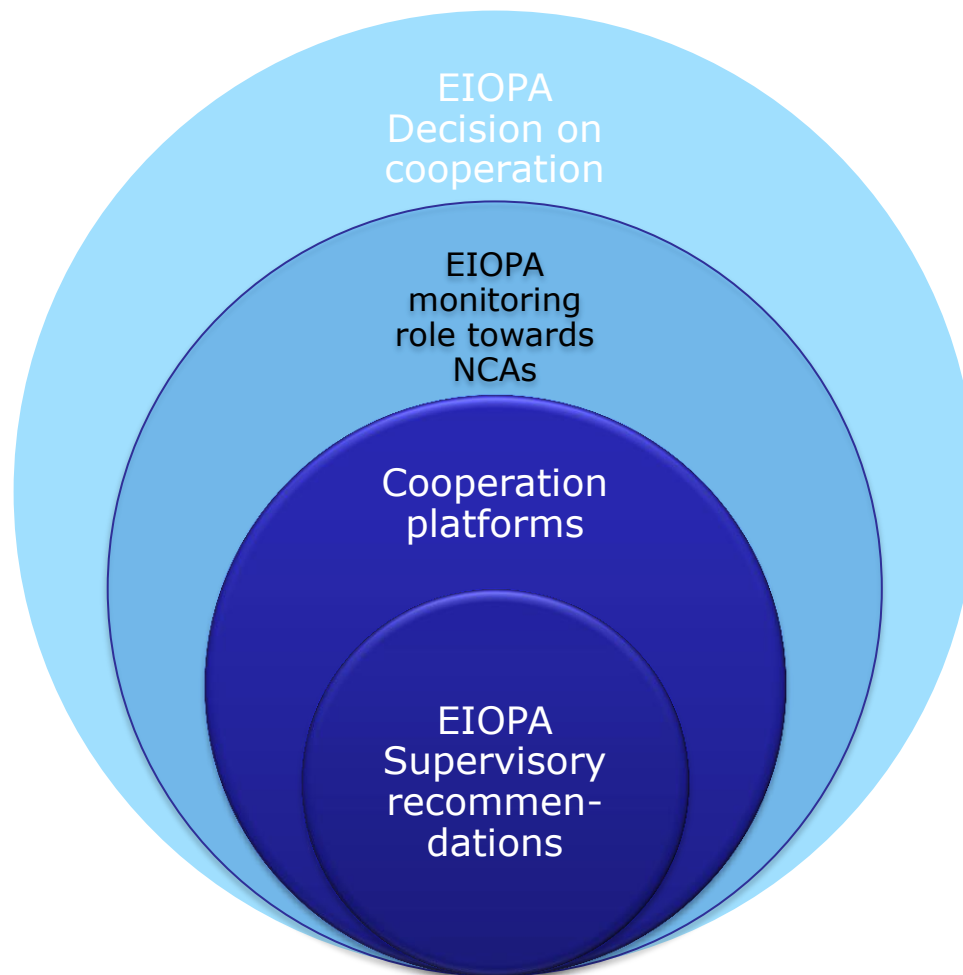 EIOPA
Decision on
cooperation
EIOPA
monitoring
role towards
NCAs
Cooperation
platforms
EIOPA
Supervisory
recommen-
dations